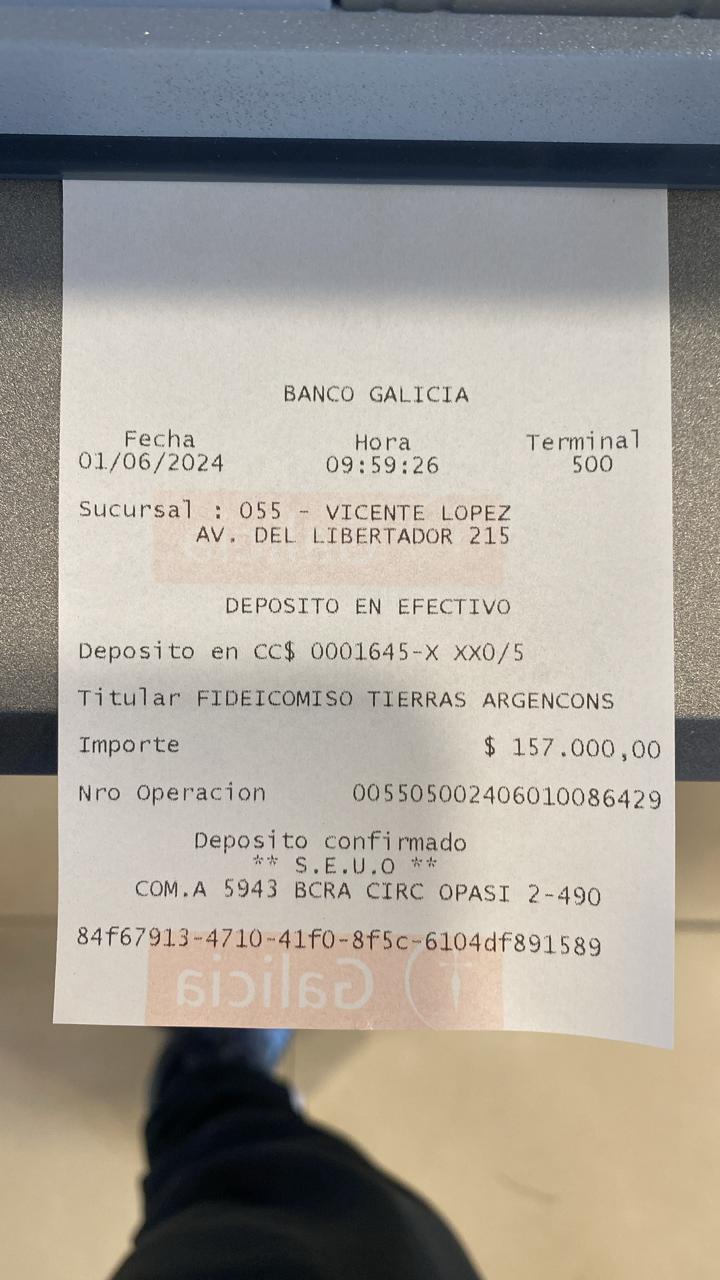 BANCO GALICIA
Fecha Hora Terminal
01/06/2024 09:59:26 500
Sucursal : 055 - VICENTE LOPEZ
AV. DEL LIBERTADOR 215
DEPOSITO EN EFECTIVO
Deposito en CC$ 0001645-X XX0/5
Titular FIDEICOMISO TIERRAS ARGENCONS
Importe $ 157.000,00
Nro Operacion 005505002406010086429
Deposito confirmado
** S.E.U.O **
COM.A 5943 BCRA CIRC OPASI 2-490
84f67913-4710-41f0-8f5c-6104df891589
Galicia